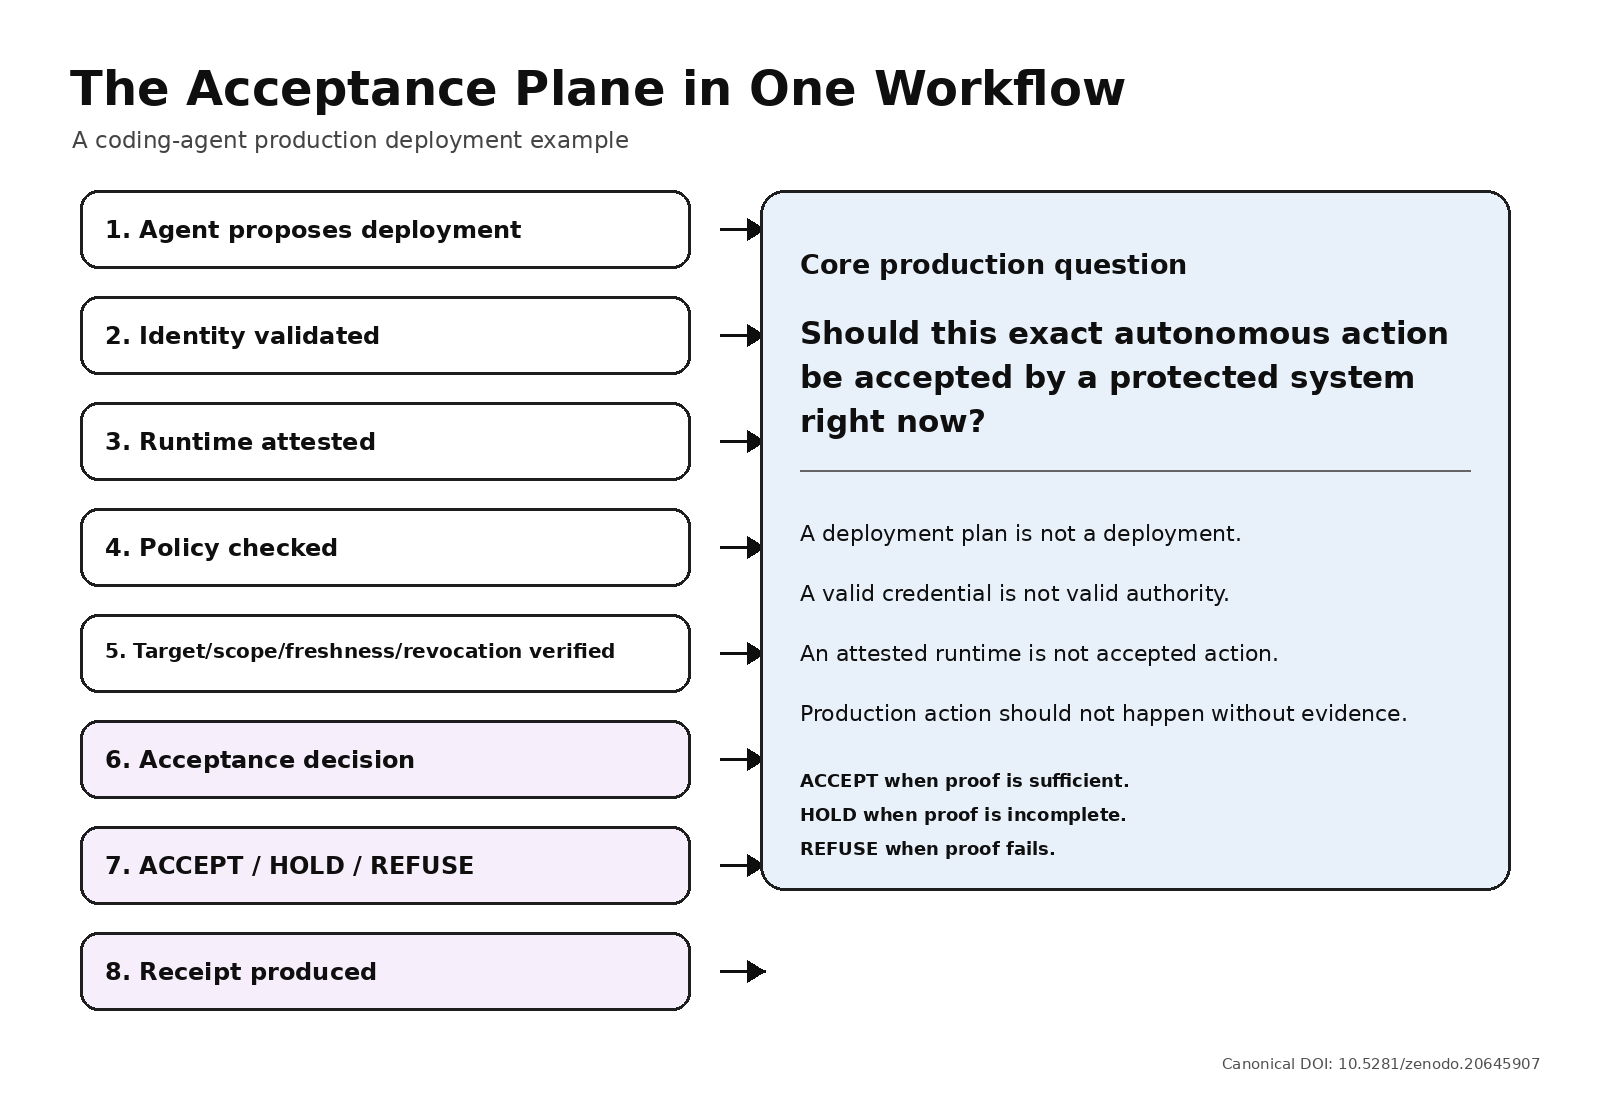 The Acceptance Plane in One Workflow
A coding-agent production deployment example
1. Agent proposes deployment
2. Identity validated
3. Runtime attested
4. Policy checked
5. Target/scope/freshness/revocation verified
6. Acceptance decision
7. ACCEPT / HOLD / REFUSE
8. Receipt produced
Core production question
Should this exact autonomous action
be accepted by a protected system
right now?
A deployment plan is not a deployment.
A valid credential is not valid authority.
An attested runtime is not accepted action.
Production action should not happen without evidence.
ACCEPT when proof is sufficient.
HOLD when proof is incomplete.
REFUSE when proof fails.
Canonical DOI: 10.5281/zenodo.20645907